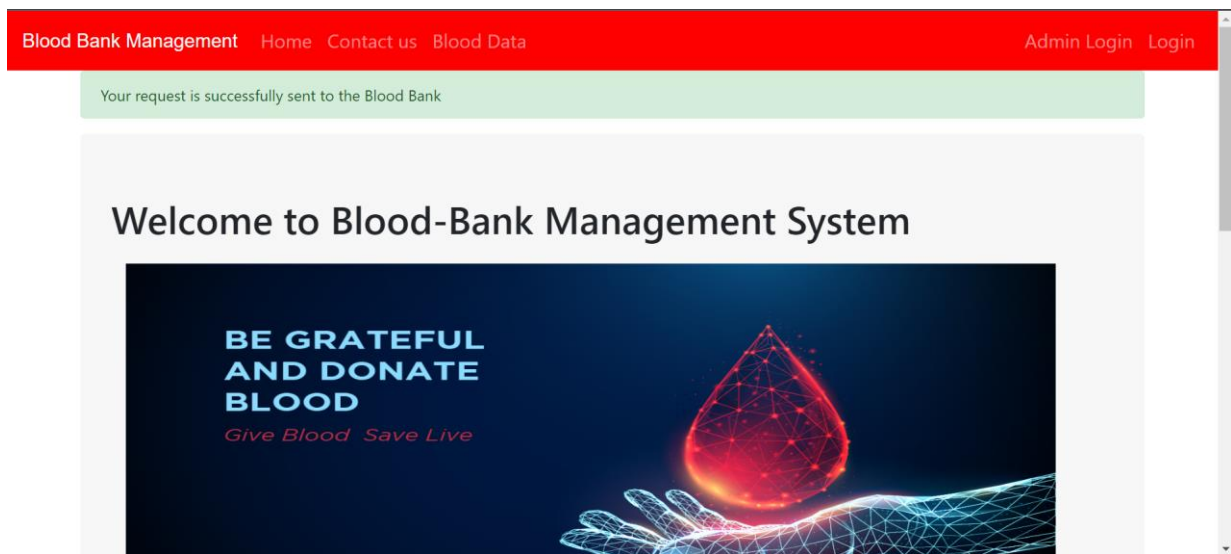 Blood Bank Management Home Contact us Blood Data Admin Login Login
Your request is successfully sent to the Blood Bank
Welcome to Blood-Bank Management System
BE GRATEFUL
AND DONATE
BLOOD
Give Blood Save Live